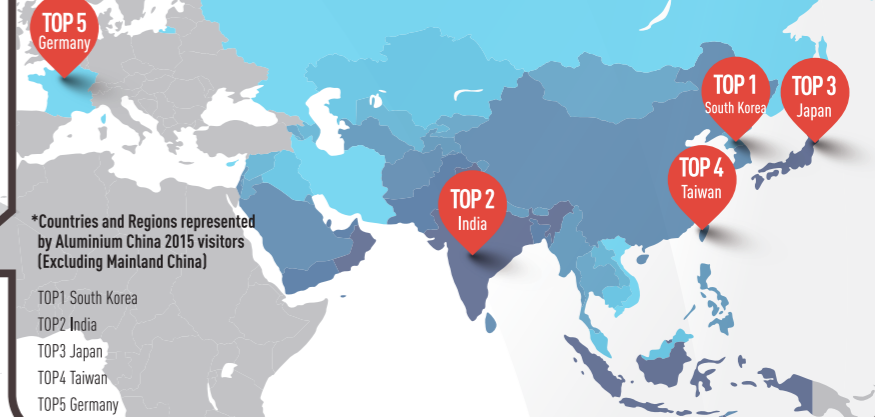 TOP 5
Germany
TOP 1
South Korea
TOP 3
Japan
TOP 4
Taiwan
TOP 2
India
*Countries and Regions represented
by Aluminium China 2015 visitors
(Excluding Mainland China)
TOP1 South Korea
TOP2 India
TOP3 Japan
TOP4 Taiwan
TOP5 Germany